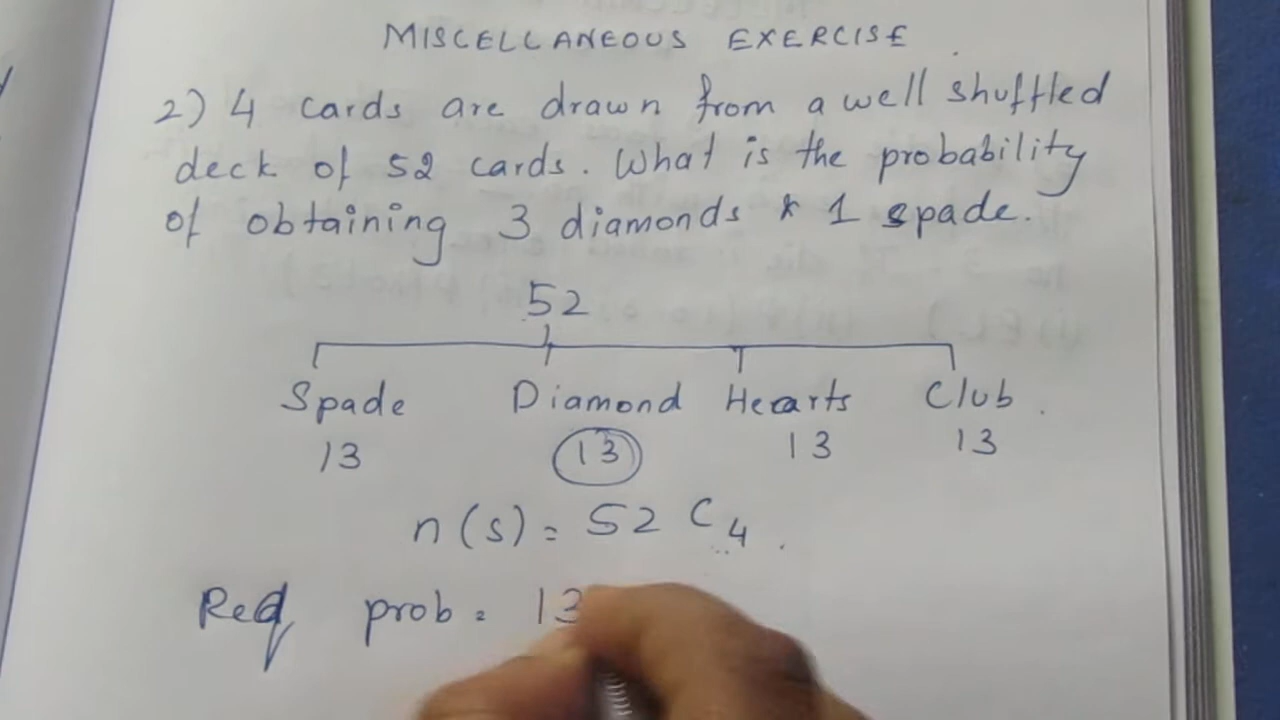 MISCELLANEOUS EXERCISE
2) 4 cards are drawn from a well shuffled
deck of 52 cards. What is the probability
of obtaining 3 diamonds & 1 spade.
52
Spade Diamond Hearts Club.
13 13 13 13
n(s) = 52 C4.
Req prob = 13